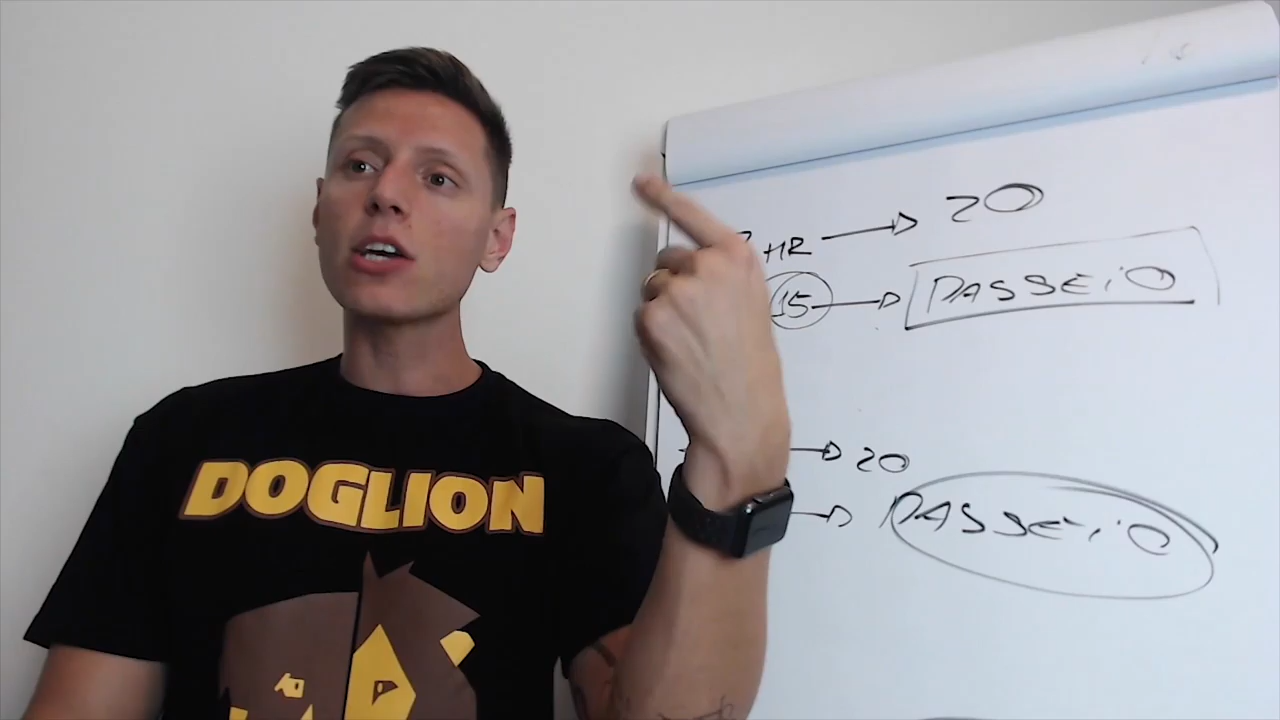 DOGLION
HR → 20
15 → PASSEIO
→ 20
→ PASSEIO